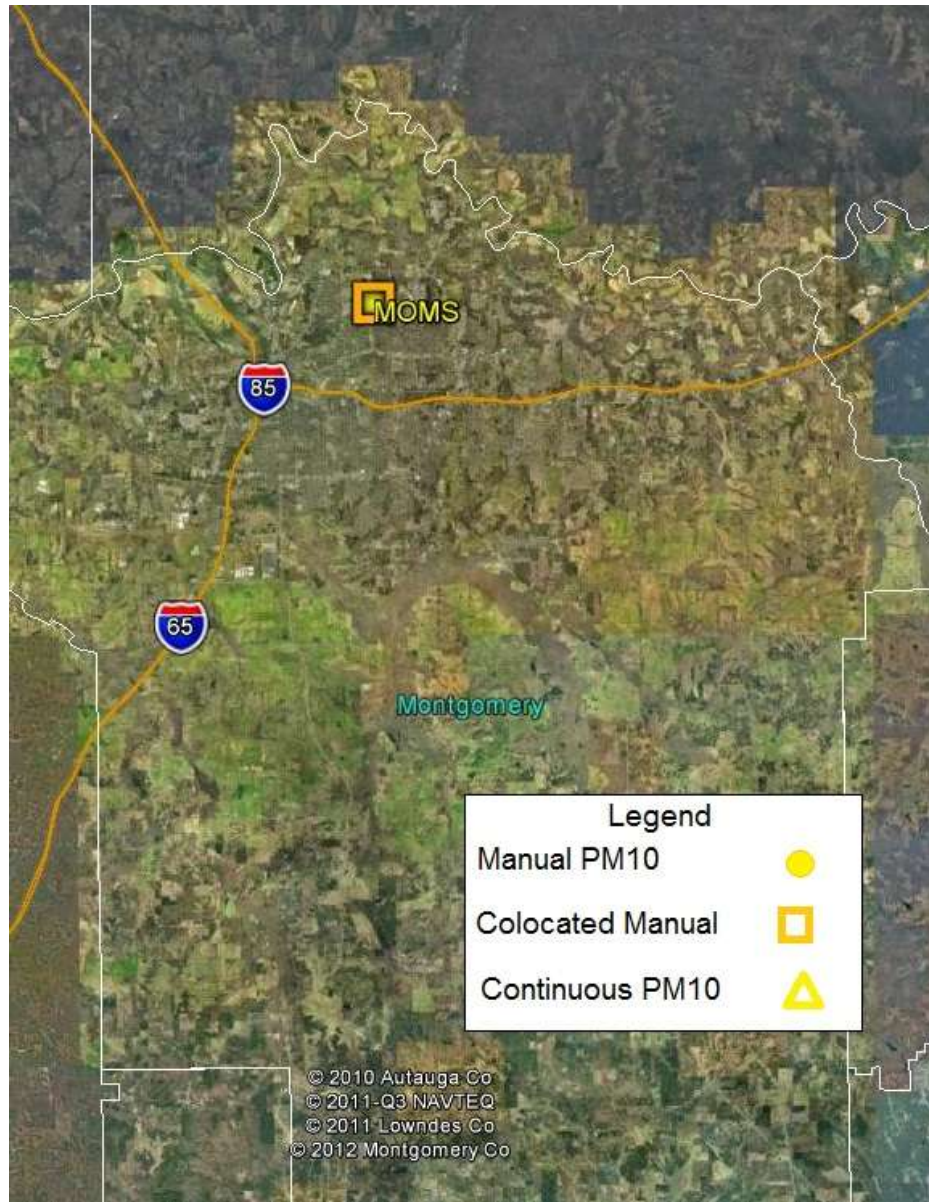 MOMS
85
65
Montgomery
Legend
Manual PM10
Colocated Manual
Continuous PM10
© 2010 Autauga Co
© 2011-Q3 NAVTEQ
© 2011 Lowndes Co
© 2012 Montgomery Co